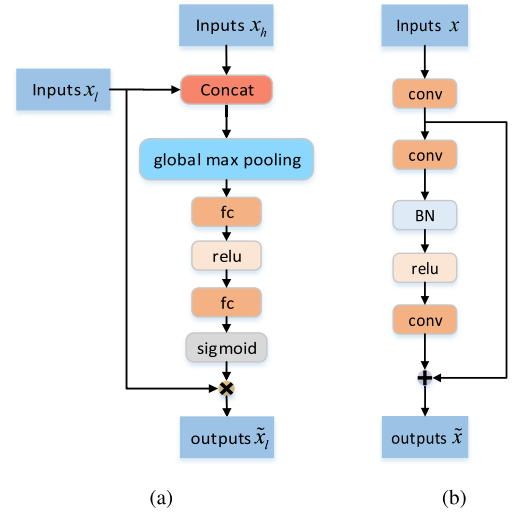 Inputs x_h
Inputs x_l
Concat
global max pooling
fc
relu
fc
sigmoid
outputs x̃_l
(a)
Inputs x
conv
conv
BN
relu
conv
outputs x̃
(b)